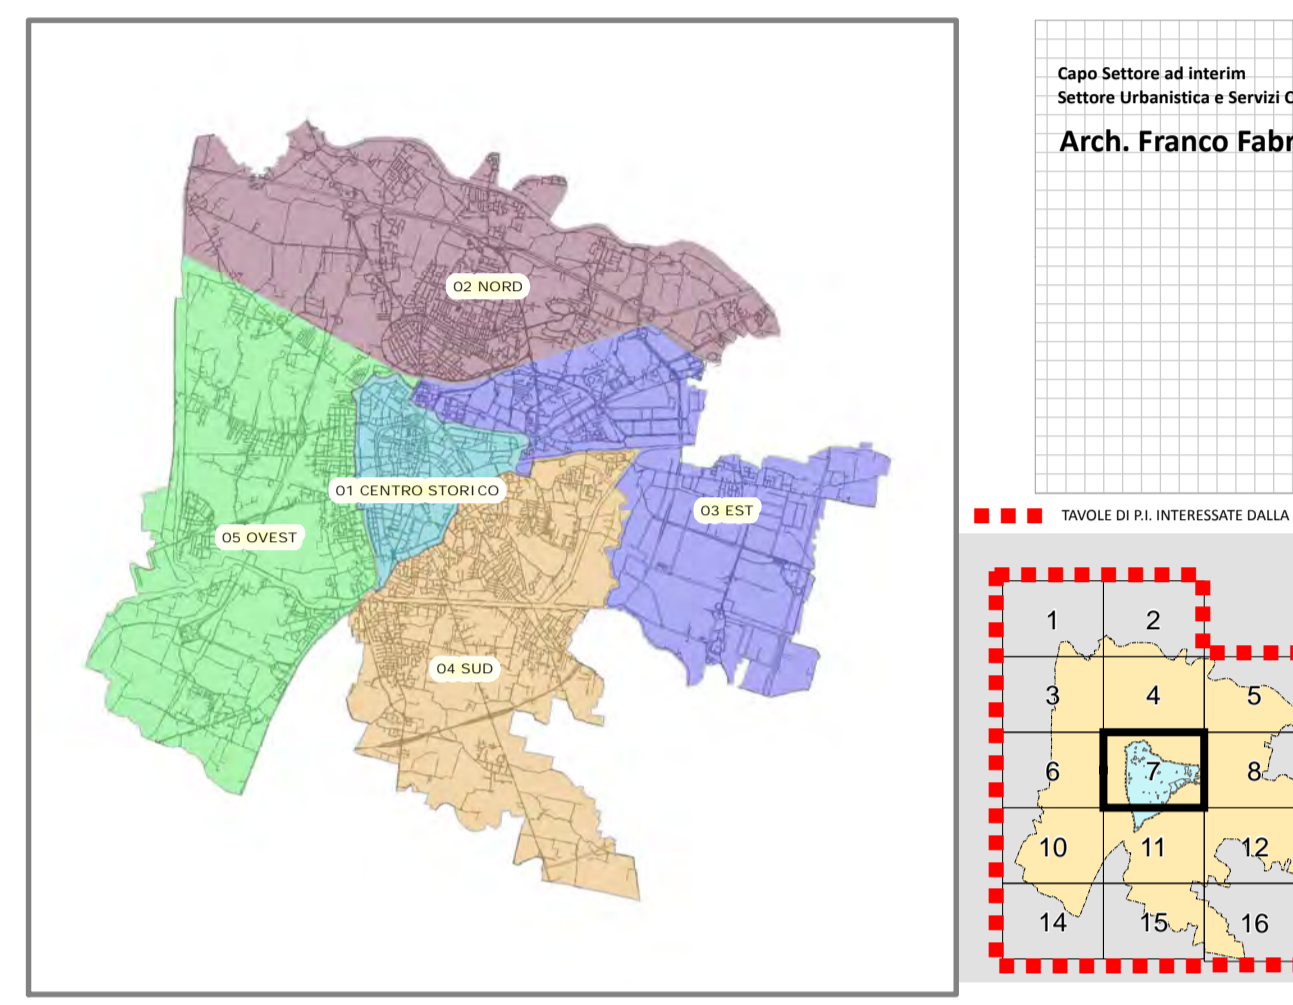 02 NORD
01 CENTRO STORICO
03 EST
05 OVEST
04 SUD
Capo Settore ad interim
Settore Urbanistica e Servizi
Arch. Franco
TAVOLE DI P.I. INTERESSATE DALLA
1 2
3 4 5
6 7 8
10 11 12
14 15 16